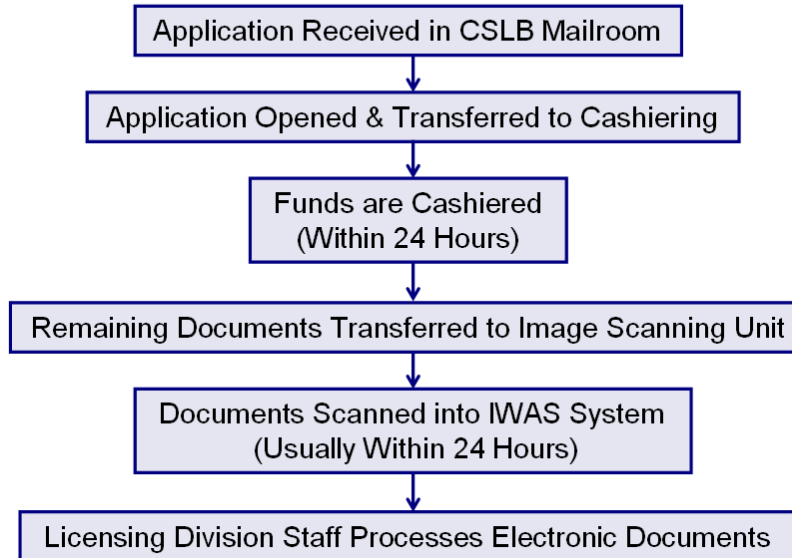 Application Received in CSLB Mailroom
Application Opened & Transferred to Cashiering
Funds are Cashiered
(Within 24 Hours)
Remaining Documents Transferred to Image Scanning Unit
Documents Scanned into IWAS System
(Usually Within 24 Hours)
Licensing Division Staff Processes Electronic Documents